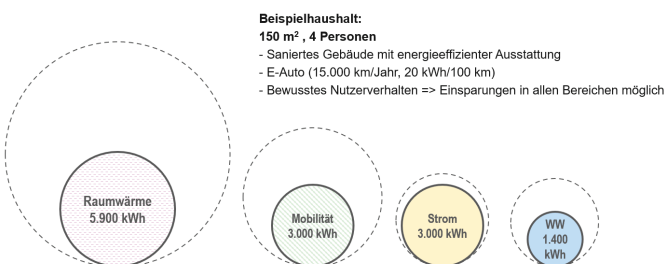 Beispielhaushalt:
150 m² , 4 Personen
- Saniertes Gebäude mit energieeffizienter Ausstattung
- E-Auto (15.000 km/Jahr, 20 kWh/100 km)
- Bewusstes Nutzerverhalten => Einsparungen in allen Bereichen möglich
Raumwärme
5.900 kWh
Mobilität
3.000 kWh
Strom
3.000 kWh
WW
1.400
kWh